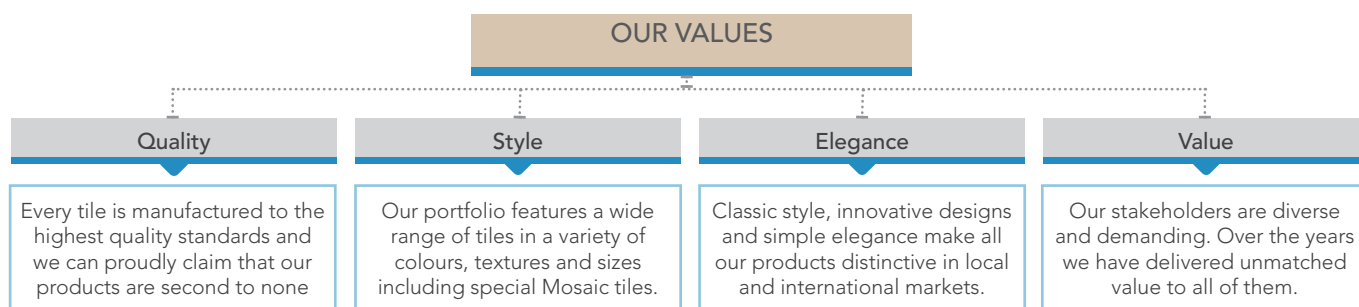 OUR VALUES
Quality
Every tile is manufactured to the
highest quality standards and
we can proudly claim that our
products are second to none
Style
Our portfolio features a wide
range of tiles in a variety of
colours, textures and sizes
including special Mosaic tiles.
Elegance
Classic style, innovative designs
and simple elegance make all
our products distinctive in local
and international markets.
Value
Our stakeholders are diverse
and demanding. Over the years
we have delivered unmatched
value to all of them.